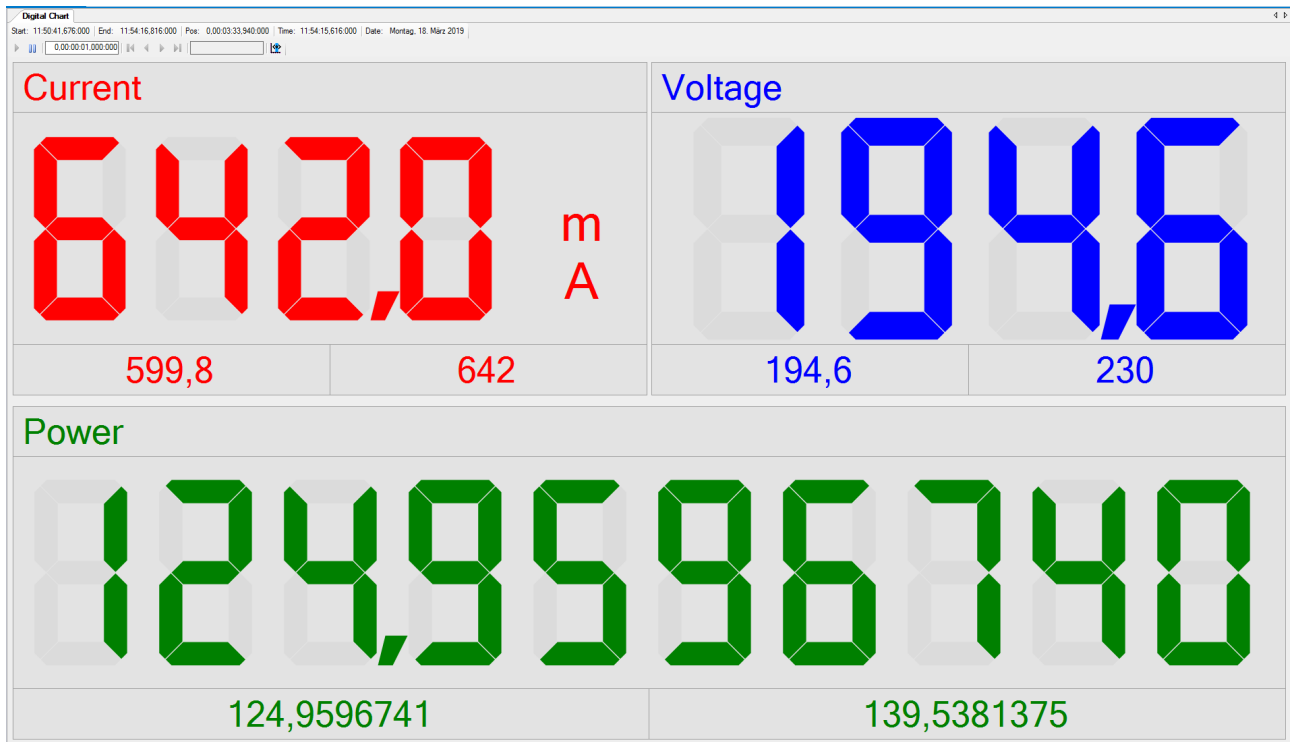 Digital Chart
Start: 11:50:41,676:000 End: 11:54:16,816:000 Pos: 0,00:03:33,940:000 Time: 11:54:15,616:000 Date: Montag, 18. März 2019
0,00:00:01,000:000
Current Voltage
642,0 m A 194,6
599,8 642 194,6 230
Power
124,9596740
124,9596741 139,5381375